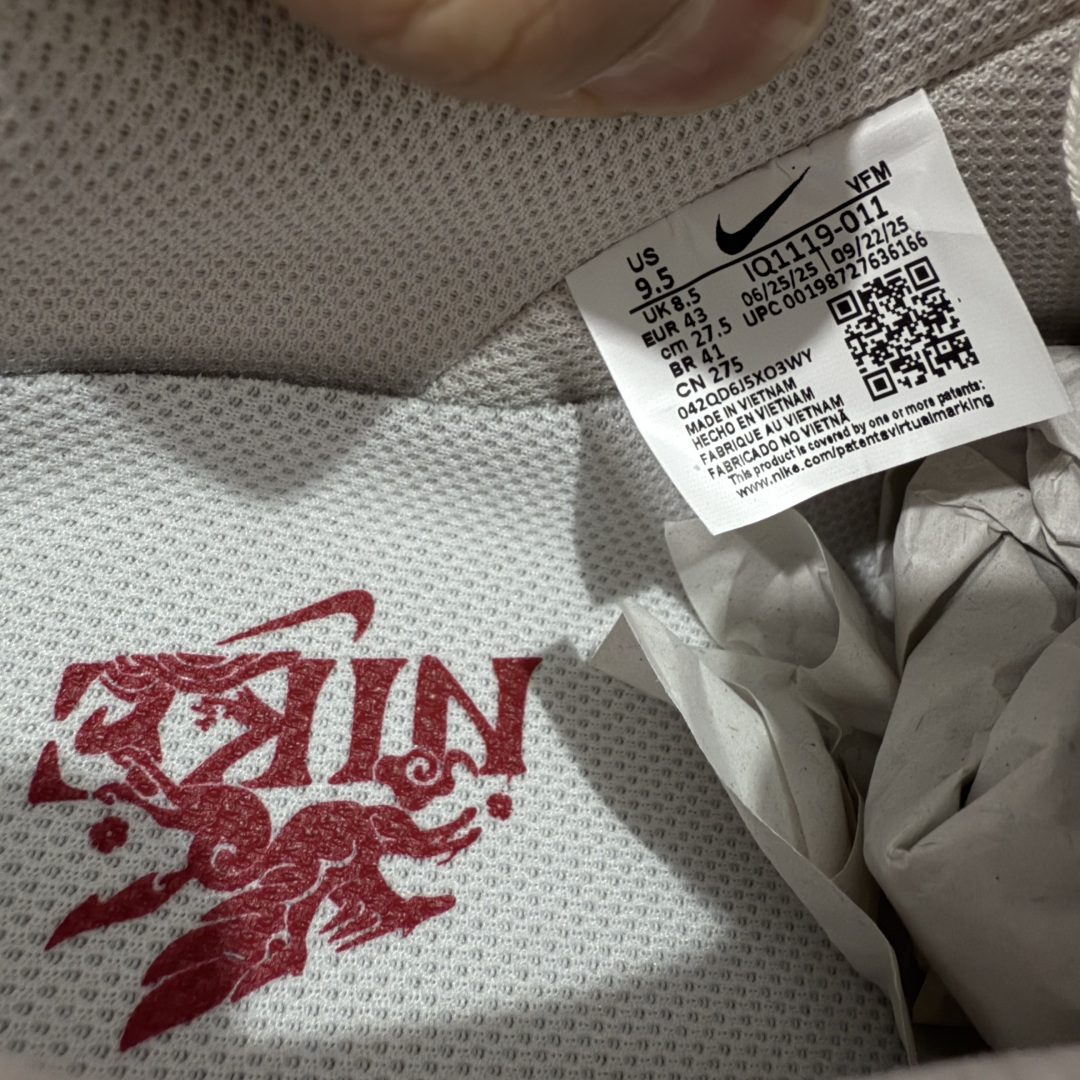 VFM
US
9.5
IQ1119-011
06/25/25 | 09/22/25
UPC 00198727636166
UK 8.5
EUR 43
cm 27.5
BR 41
CN 275
042QD6J5XO3WY
MADE IN VIETNAM
HECHO EN VIETNAM
FABRIQUE AU VIETNAM
FABRICADO NO VIETNÃ
This product is covered by one or more patents:
www.nike.com/patentsvirtualmarking
NIKE